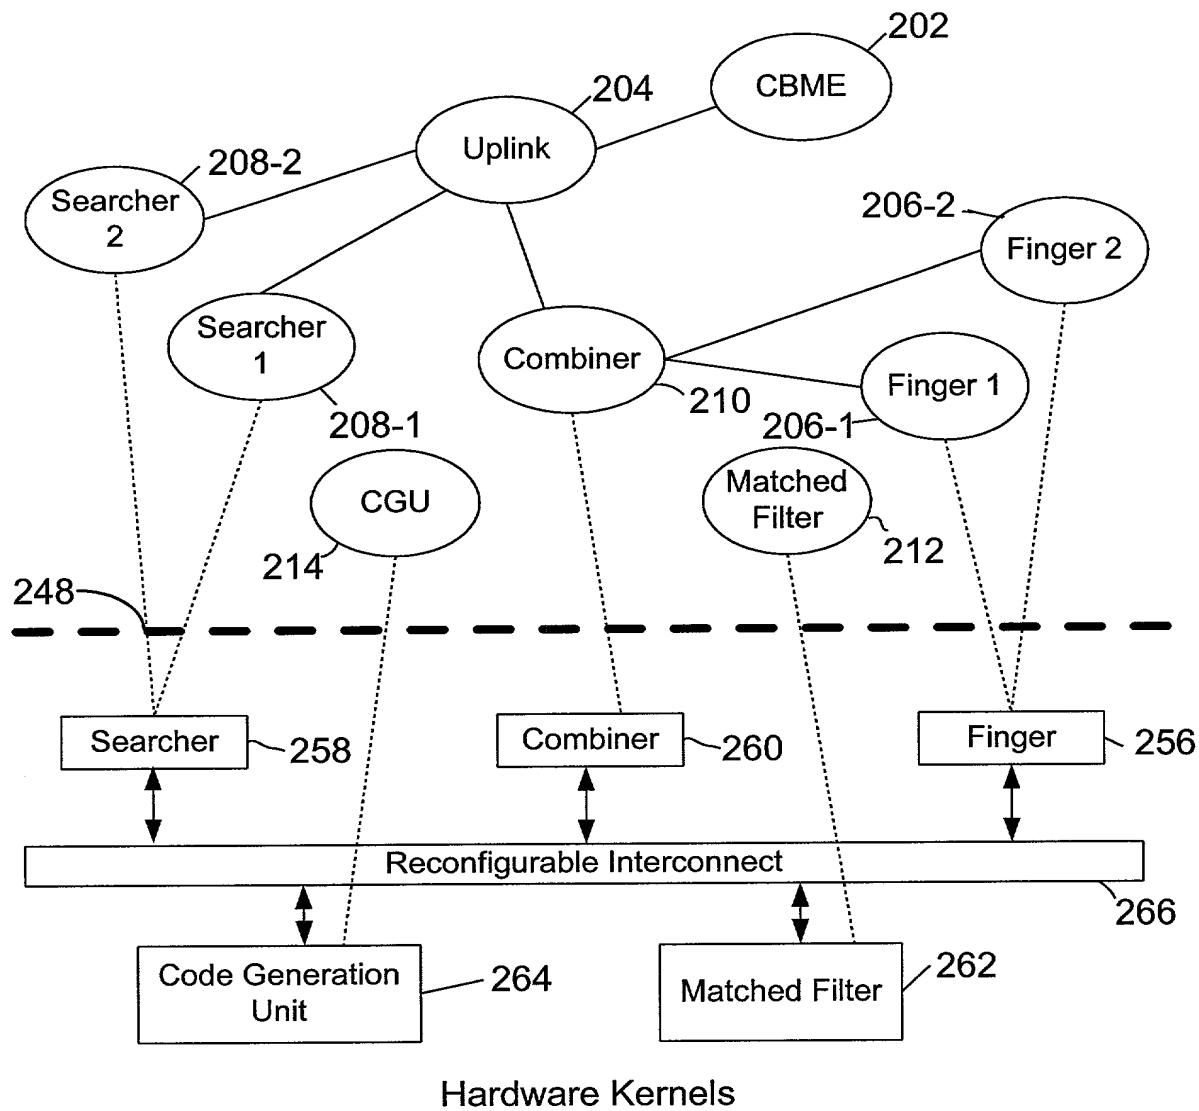 202
CBME
204
Uplink
208-2
Searcher
2
206-2
Finger 2
Searcher
1
Combiner
Finger 1
210
208-1
206-1
CGU
Matched
Filter
214
212
248
Searcher
258
Combiner
260
Finger
256
Reconfigurable Interconnect
266
Code Generation
Unit
264
Matched Filter
262
Hardware Kernels